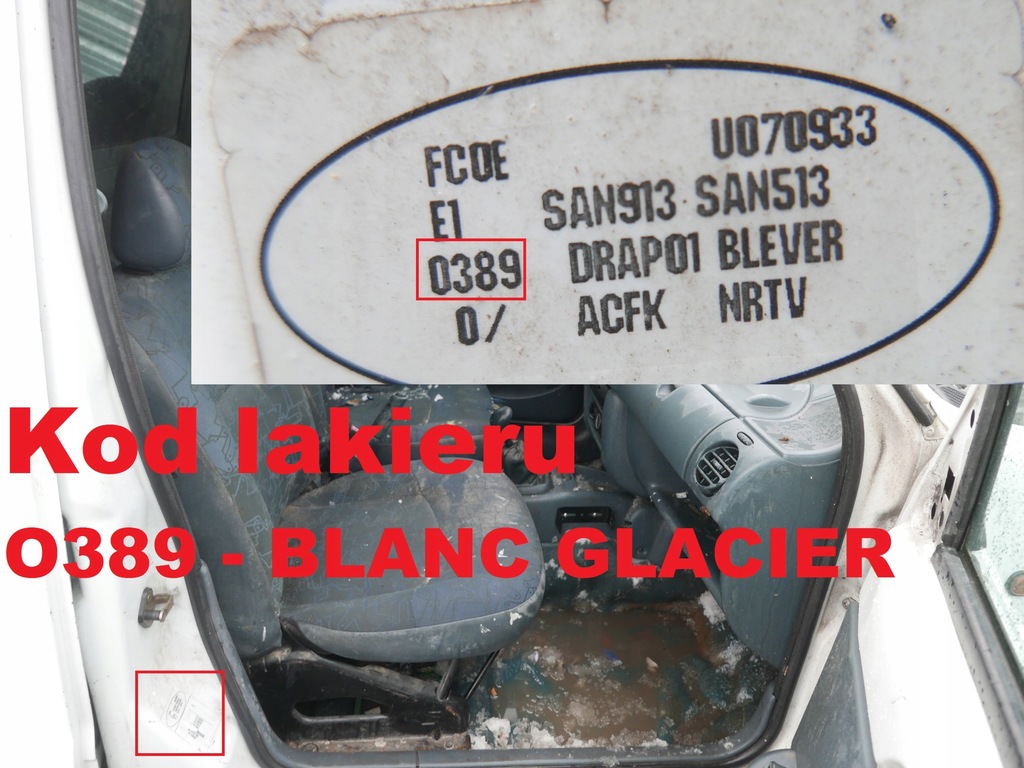 FC0E U070933
E1 SAN913 SAN513
0389 DRAP01 BLEVER
0/ ACFK NRTV
Kod lakieru
O389 - BLANC GLACIER